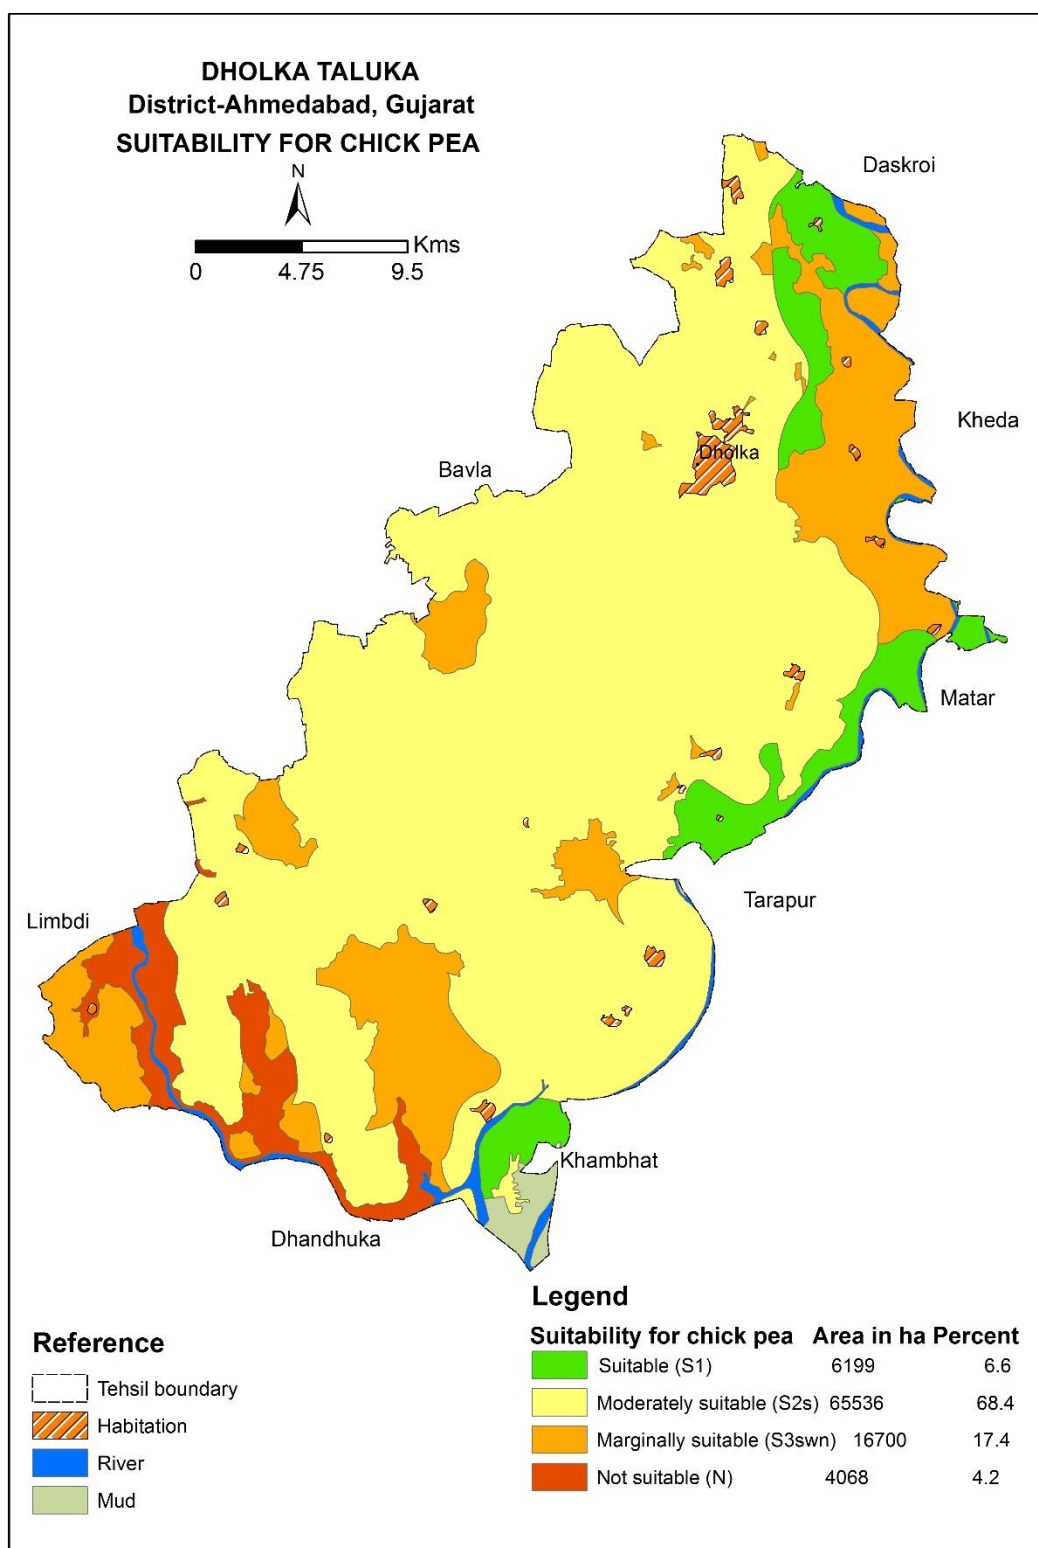 DHOLKA TALUKA
District-Ahmedabad, Gujarat
SUITABILITY FOR CHICK PEA
N
Kms
0 4.75 9.5
Daskroi
Kheda
Dholka
Bavla
Matar
Tarapur
Limbdi
Khambhat
Dhandhuka
Reference
Tehsil boundary
Habitation
River
Mud
Legend
Suitability for chick pea Area in ha Percent
Suitable (S1) 6199 6.6
Moderately suitable (S2s) 65536 68.4
Marginally suitable (S3swn) 16700 17.4
Not suitable (N) 4068 4.2